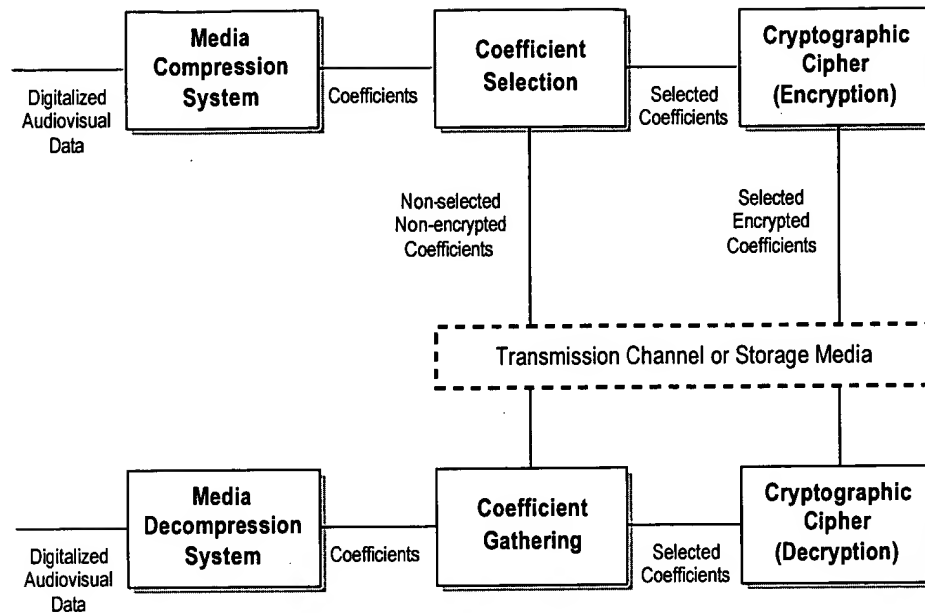 Media
Compression
System
Coefficient
Selection
Cryptographic
Cipher
(Encryption)
Digitalized
Audiovisual
Data
Coefficients
Selected
Coefficients
Non-selected
Non-encrypted
Coefficients
Selected
Encrypted
Coefficients
Transmission Channel or Storage Media
Media
Decompression
System
Coefficient
Gathering
Cryptographic
Cipher
(Decryption)
Digitalized
Audiovisual
Data
Coefficients
Selected
Coefficients